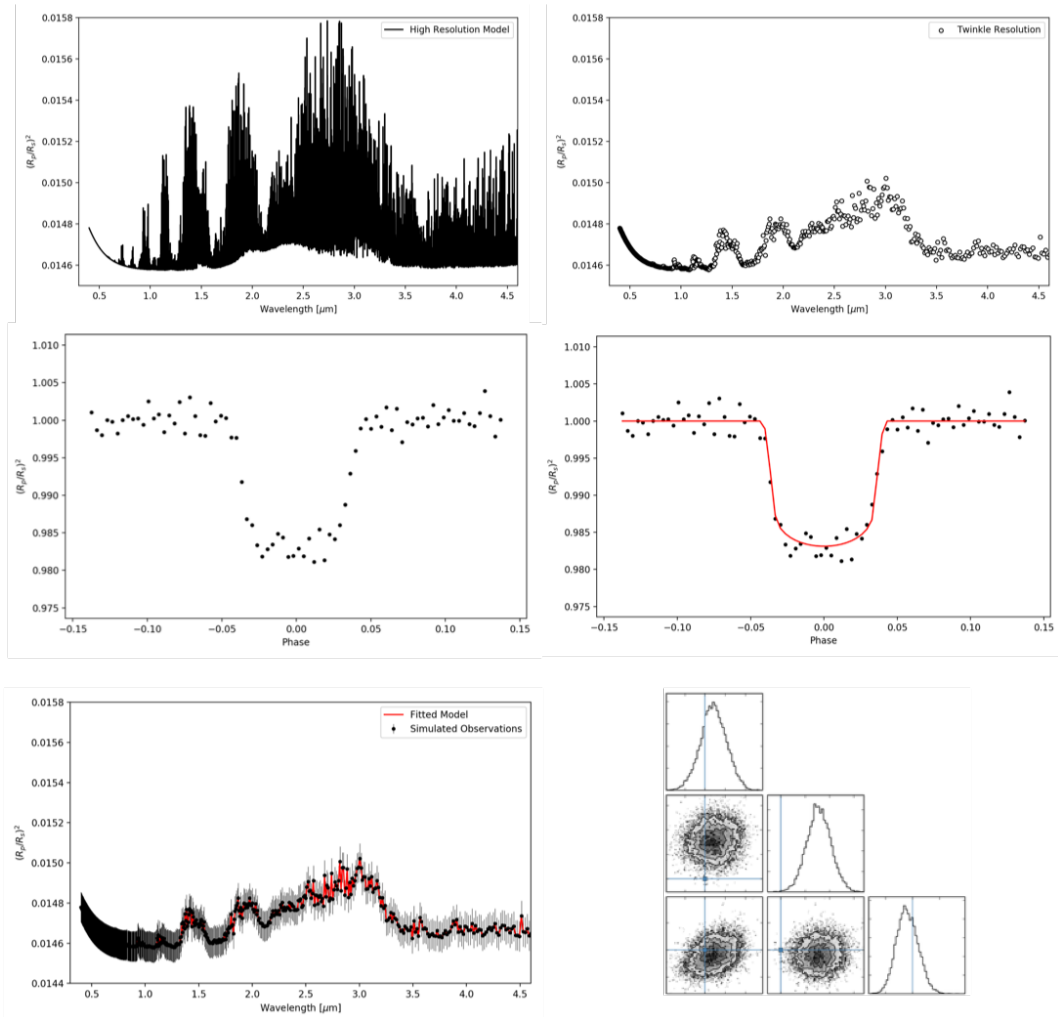 0.0158
0.0156
0.0154
0.0152
0.0150
0.0148
0.0146
(Rp/Rs)²
High Resolution Model
0.5 1.0 1.5 2.0 2.5 3.0 3.5 4.0 4.5
Wavelength [μm]
0.0158
0.0156
0.0154
0.0152
0.0150
0.0148
0.0146
(Rp/Rs)²
Twinkle Resolution
0.5 1.0 1.5 2.0 2.5 3.0 3.5 4.0 4.5
Wavelength [μm]
1.010
1.005
1.000
0.995
0.990
0.985
0.980
0.975
(Rp/Rs)²
−0.15 −0.10 −0.05 0.00 0.05 0.10 0.15
Phase
1.010
1.005
1.000
0.995
0.990
0.985
0.980
0.975
(Rp/Rs)²
−0.15 −0.10 −0.05 0.00 0.05 0.10 0.15
Phase
0.0158
0.0156
0.0154
0.0152
0.0150
0.0148
0.0146
0.0144
(Rp/Rs)²
Fitted Model
Simulated Observations
0.5 1.0 1.5 2.0 2.5 3.0 3.5 4.0 4.5
Wavelength [μm]